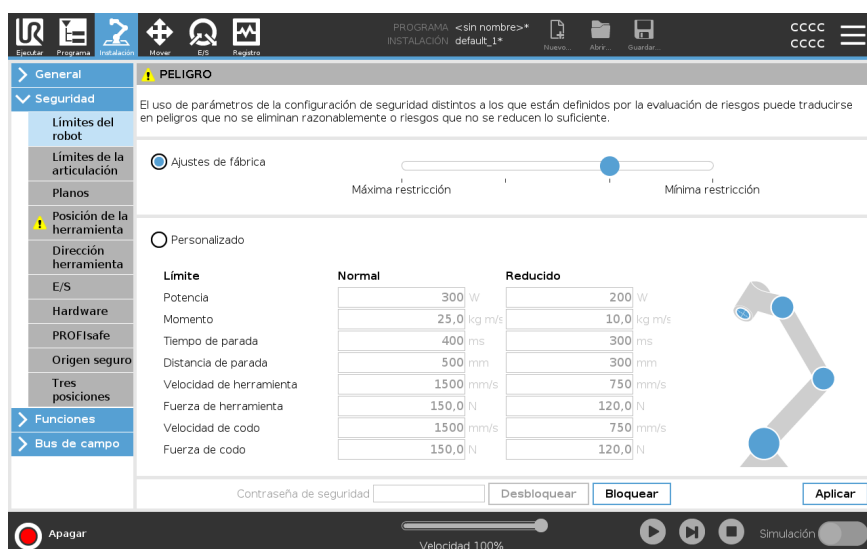 PROGRAMA <sin nombre>*
INSTALACIÓN default_1*
cccc
cccc
Ejecutar Programa Instalación Mover E/S Registro Nuevo... Abrir... Guardar...
General
Seguridad
Límites del
robot
Límites de la
articulación
Planos
Posición de la
herramienta
Dirección
herramienta
E/S
Hardware
PROFIsafe
Origen seguro
Tres
posiciones
Funciones
Bus de campo
PELIGRO
El uso de parámetros de la configuración de seguridad distintos a los que están definidos por la evaluación de riesgos puede traducirse
en peligros que no se eliminan razonablemente o riesgos que no se reducen lo suficiente.
Ajustes de fábrica
Máxima restricción Mínima restricción
Personalizado
Límite Normal Reducido
Potencia 300 W 200 W
Momento 25,0 kg m/s 10,0 kg m/s
Tiempo de parada 400 ms 300 ms
Distancia de parada 500 mm 300 mm
Velocidad de herramienta 1500 mm/s 750 mm/s
Fuerza de herramienta 150,0 N 120,0 N
Velocidad de codo 1500 mm/s 750 mm/s
Fuerza de codo 150,0 N 120,0 N
Contraseña de seguridad Desbloquear Bloquear Aplicar
Apagar
Velocidad 100%
Simulación